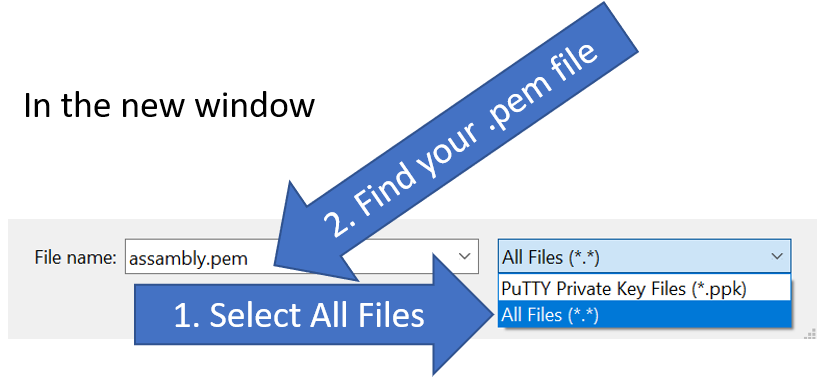 In the new window
2. Find your .pem file
File name: assambly.pem
All Files (*.*)
PuTTY Private Key Files (*.ppk)
All Files (*.*)
1. Select All Files